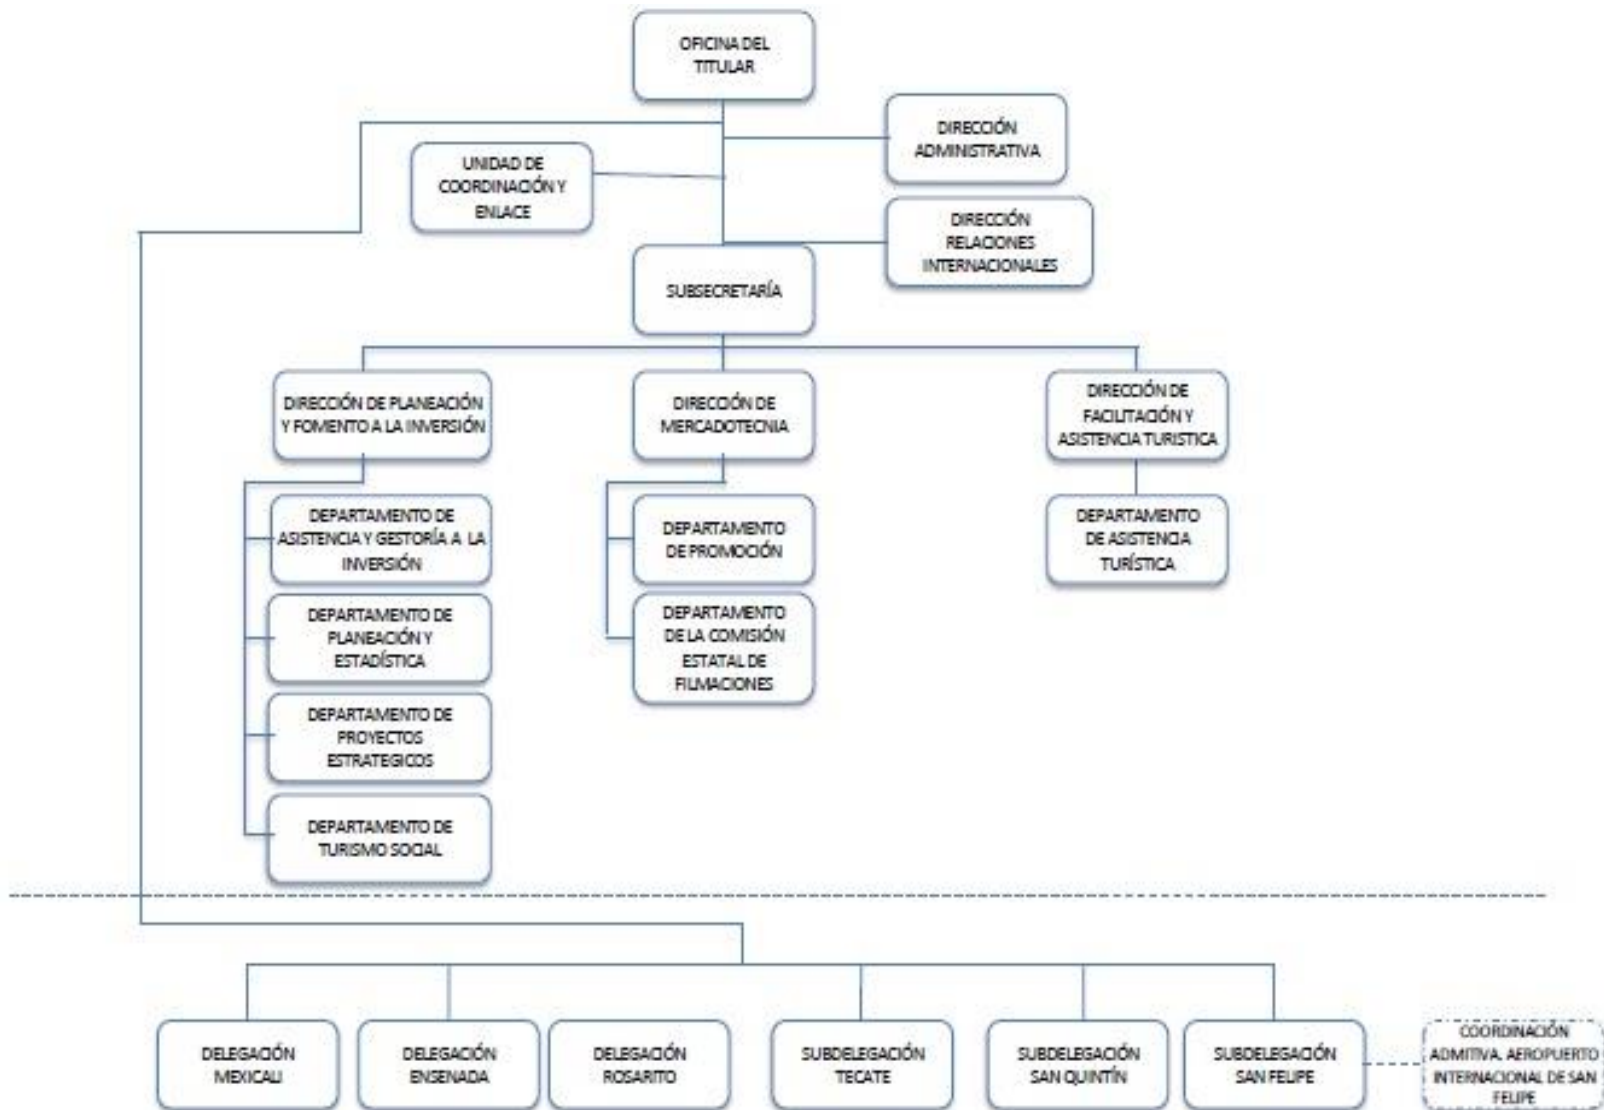 OFICINA DEL
TITULAR
DIRECCIÓN
ADMINISTRATIVA
UNIDAD DE
COORDINACIÓN Y
ENLACE
DIRECCIÓN
RELACIONES
INTERNACIONALES
SUBSECRETARÍA
DIRECCIÓN DE PLANEACIÓN
Y FOMENTO A LA INVERSIÓN
DIRECCIÓN DE
MERCADOTECNIA
DIRECCIÓN DE
FACILITACIÓN Y
ASISTENCIA TURISTICA
DEPARTAMENTO DE
ASISTENCIA Y GESTORÍA A LA
INVERSIÓN
DEPARTAMENTO DE
PLANEACIÓN Y
ESTADÍSTICA
DEPARTAMENTO DE
PROYECTOS
ESTRATEGICOS
DEPARTAMENTO DE
TURISMO SOCIAL
DEPARTAMENTO
DE PROMOCIÓN
DEPARTAMENTO
DE LA COMISIÓN
ESTATAL DE
FILMACIONES
DEPARTAMENTO
DE ASISTENCIA
TURÍSTICA
DELEGACIÓN
MEXICALI
DELEGACIÓN
ENSENADA
DELEGACIÓN
ROSARITO
SUBDELEGACIÓN
TECATE
SUBDELEGACIÓN
SAN QUINTÍN
SUBDELEGACIÓN
SAN FELIPE
COORDINACIÓN
ADMITIVA. AEROPUERTO
INTERNACIONAL DE SAN
FELIPE